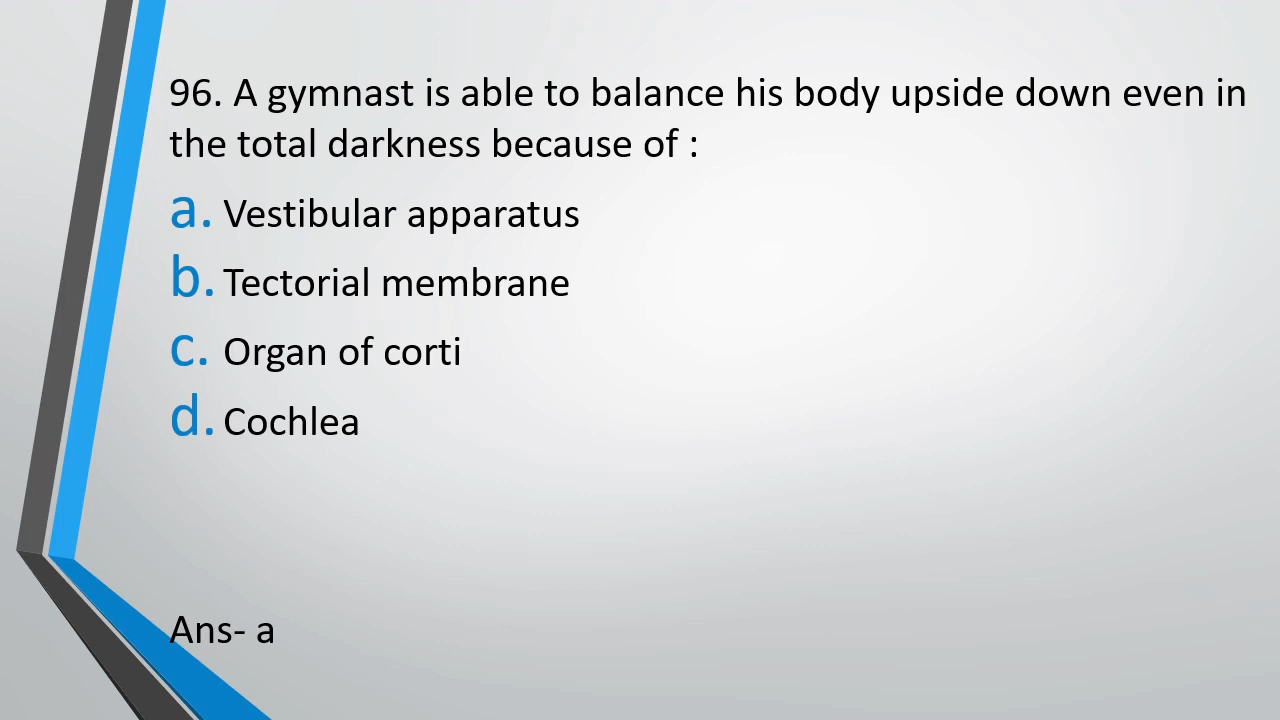 96. A gymnast is able to balance his body upside down even in
the total darkness because of :
a. Vestibular apparatus
b. Tectorial membrane
c. Organ of corti
d. Cochlea
Ans- a